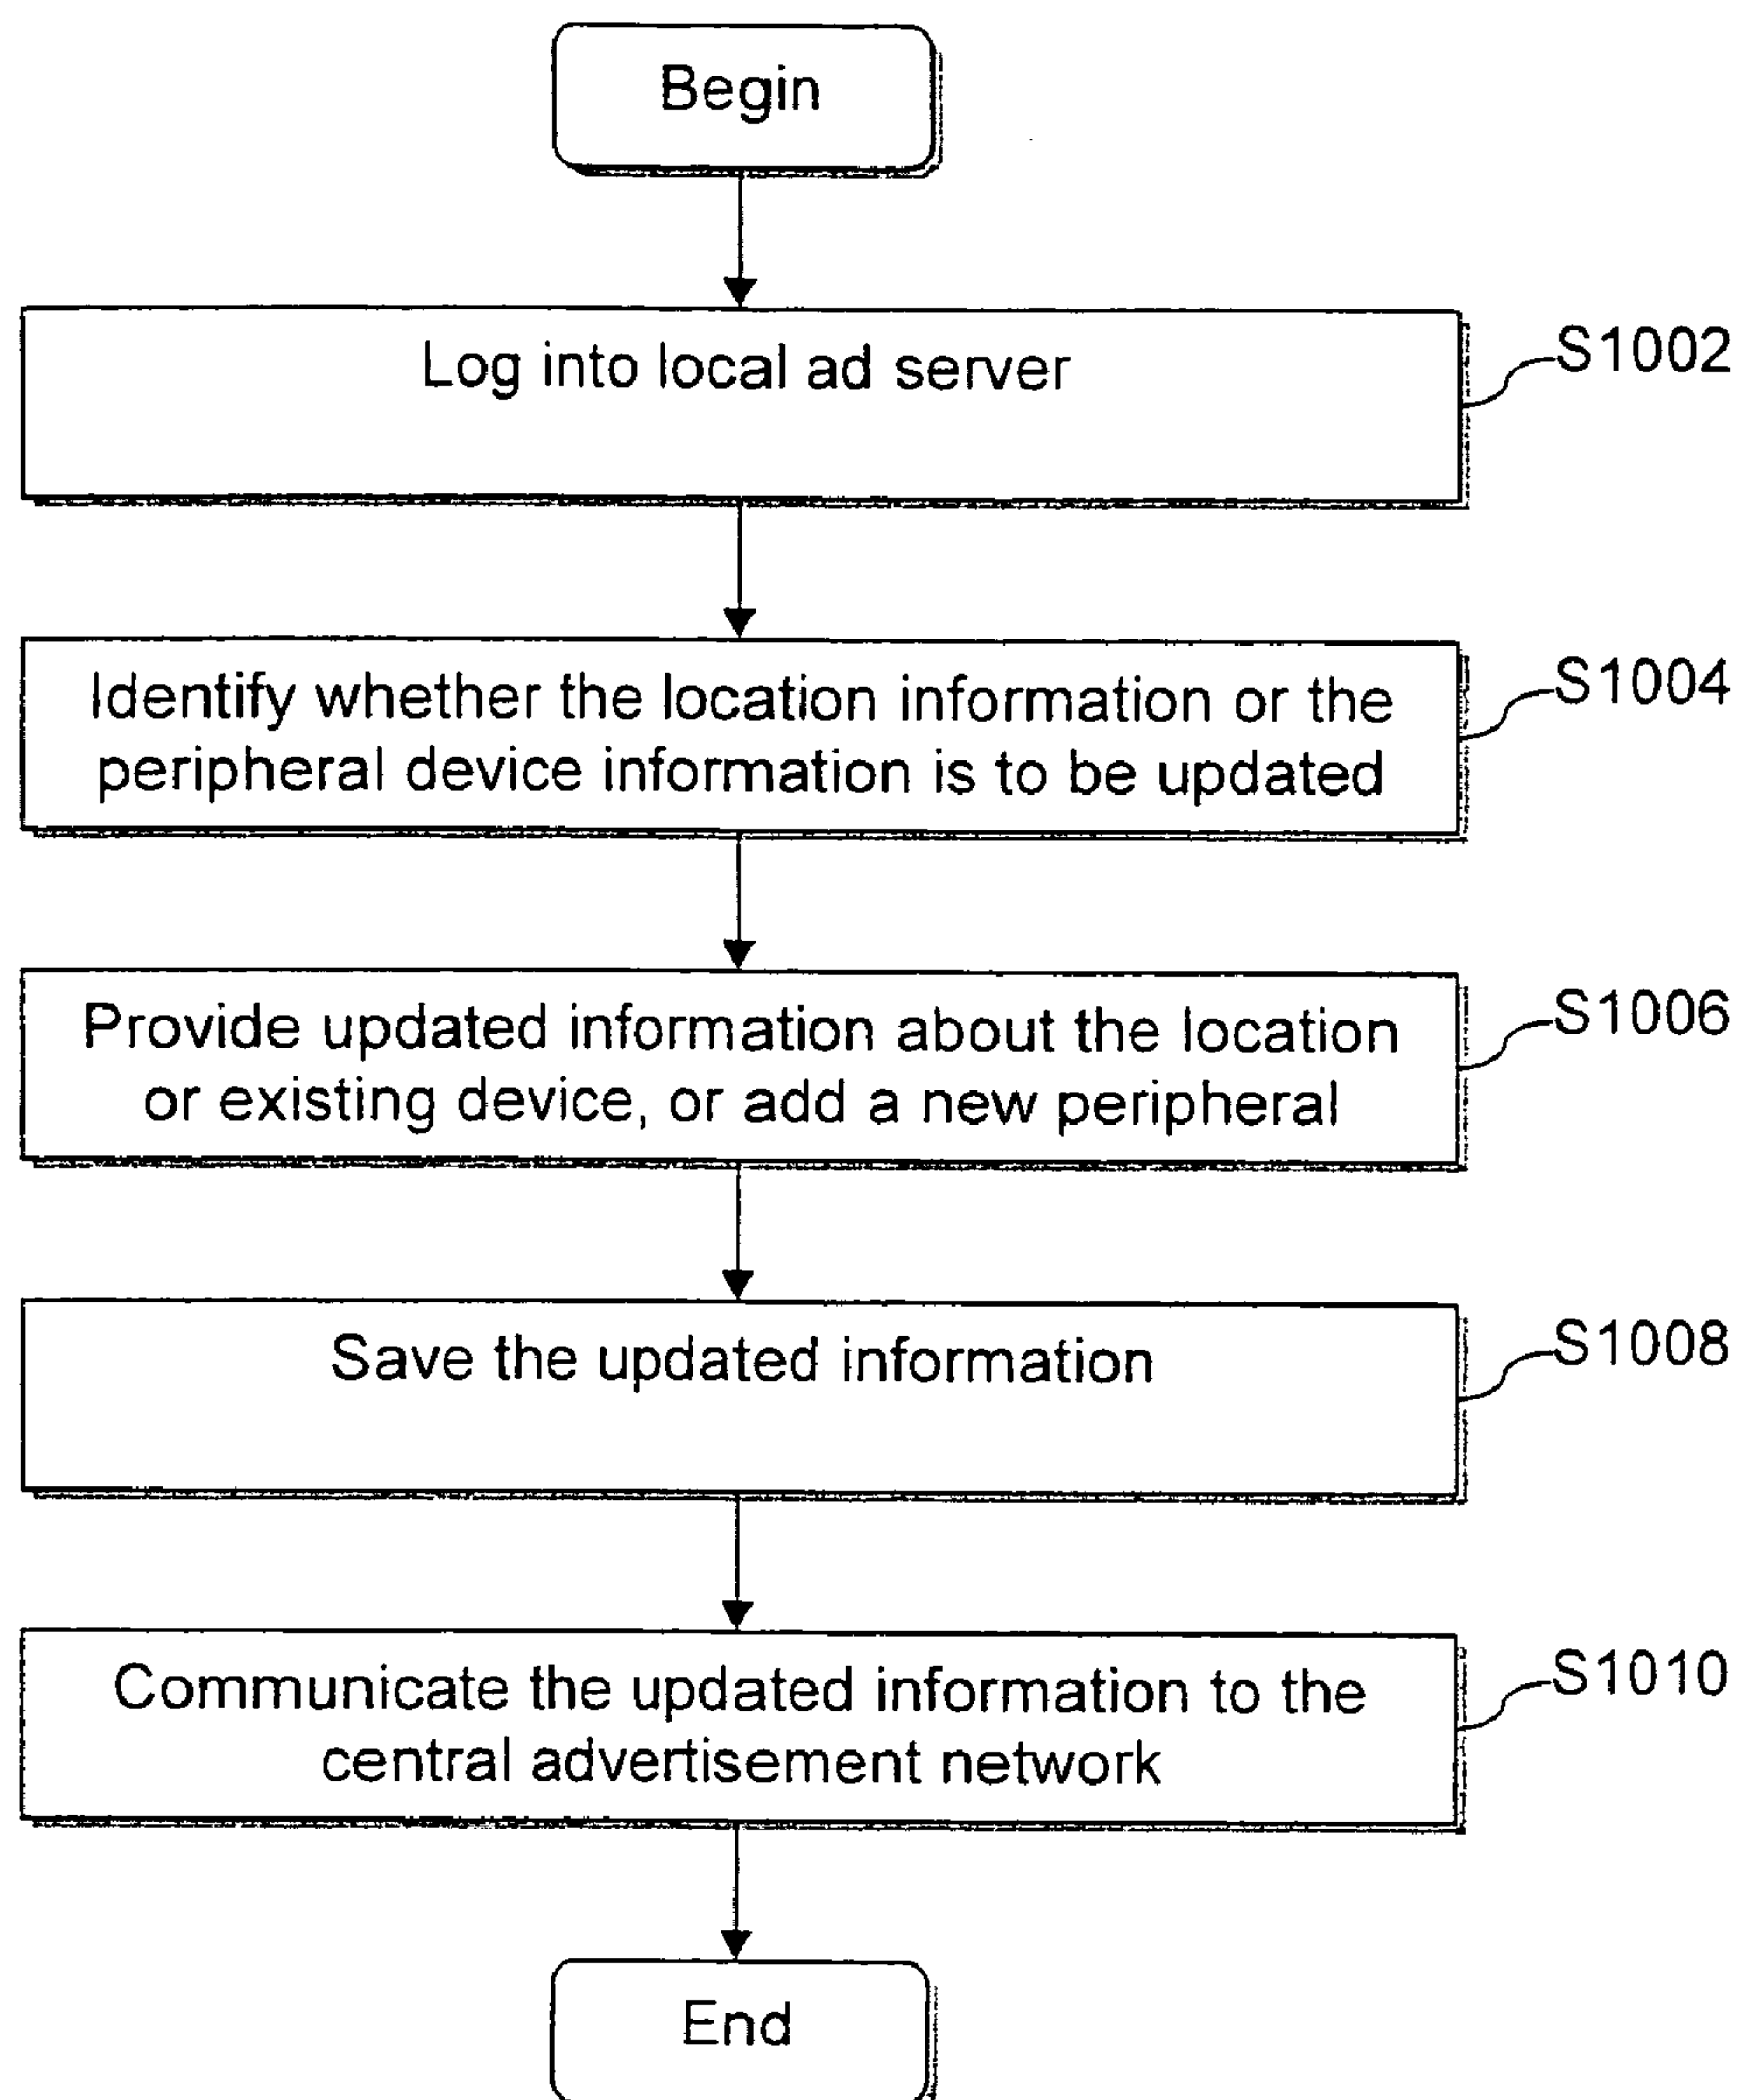 Begin
Log into local ad server
S1002
Identify whether the location information or the
peripheral device information is to be updated
S1004
Provide updated information about the location
or existing device, or add a new peripheral
S1006
Save the updated information
S1008
Communicate the updated information to the
central advertisement network
S1010
End